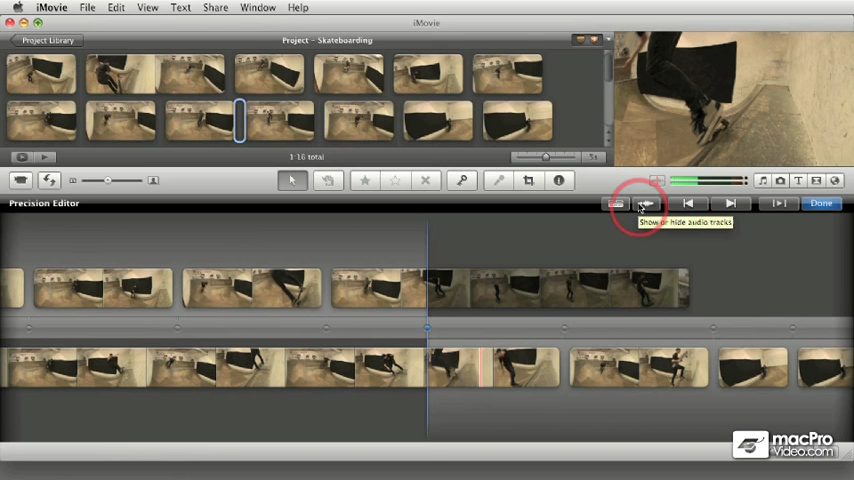 iMovie File Edit View Text Share Window Help
iMovie
Project Library
Project - Skateboarding
1:16 total
5s
Precision Editor
Done
Show or hide audio tracks
macPro
Video.com